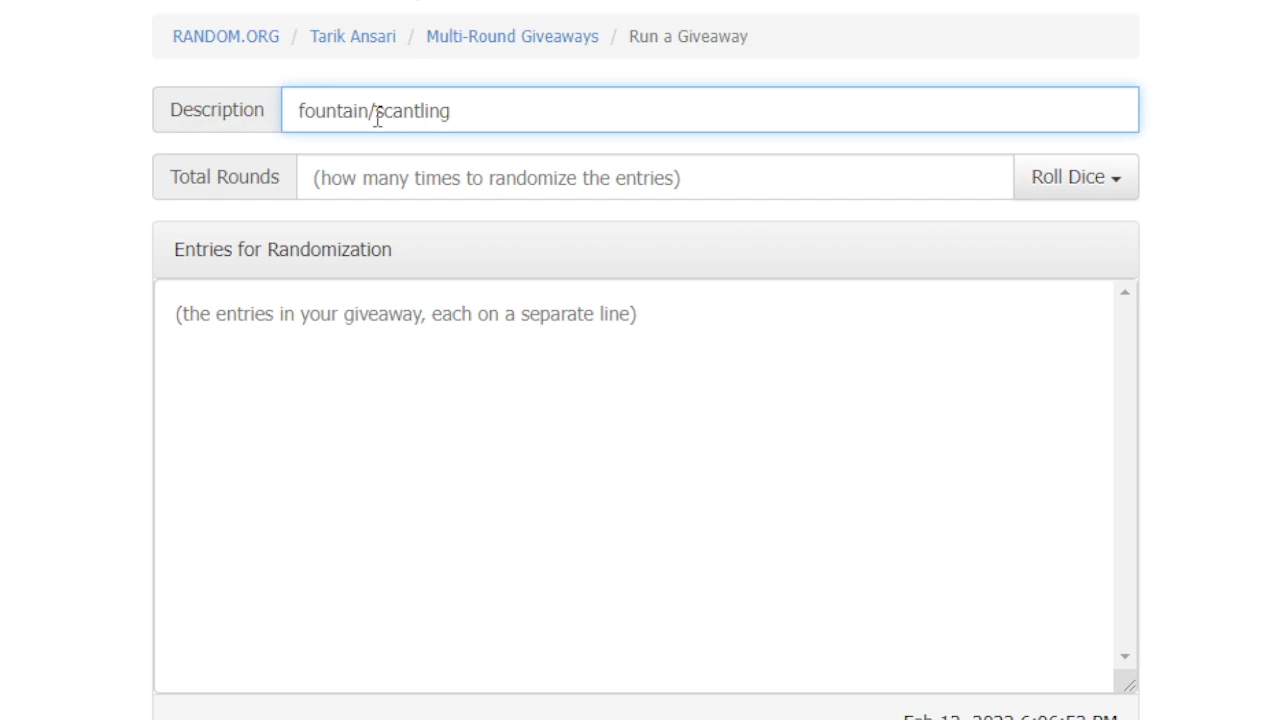 RANDOM.ORG / Tarik Ansari / Multi-Round Giveaways / Run a Giveaway
Description fountain/scantling
Total Rounds (how many times to randomize the entries) Roll Dice
Entries for Randomization
(the entries in your giveaway, each on a separate line)